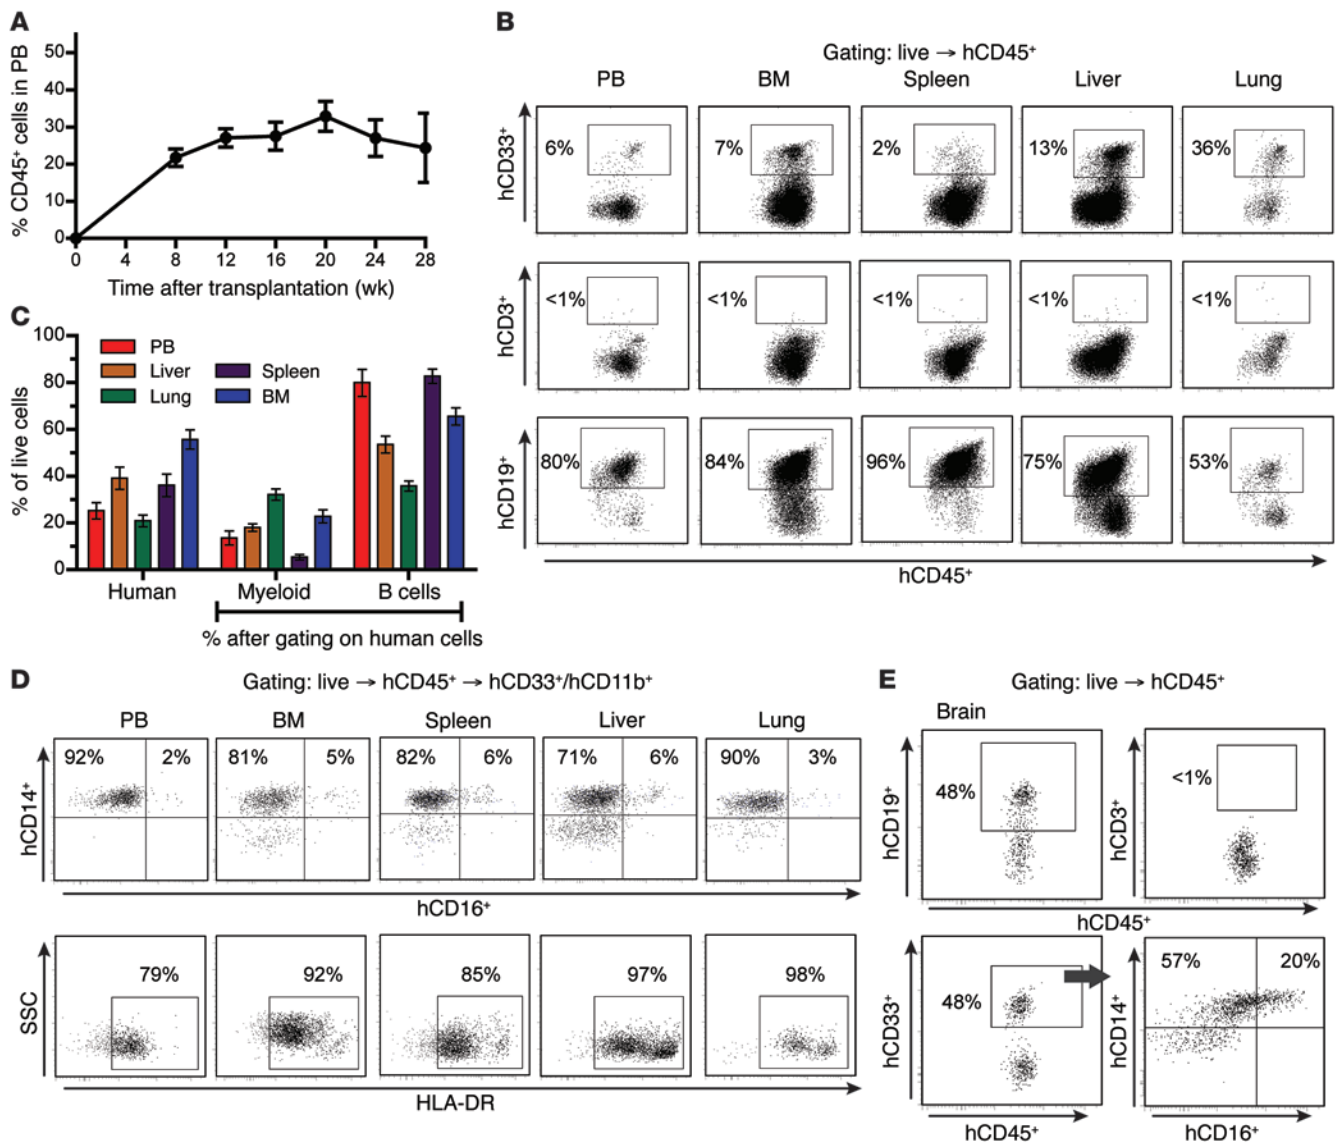 A
% CD45⁺ cells in PB
50
40
30
20
10
0
0 4 8 12 16 20 24 28
Time after transplantation (wk)
B
Gating: live → hCD45⁺
PB BM Spleen Liver Lung
hCD33⁺
6% 7% 2% 13% 36%
hCD3⁺
<1% <1% <1% <1% <1%
hCD19⁺
80% 84% 96% 75% 53%
hCD45⁺
C
% of live cells
100
80
60
40
20
0
PB
Liver Spleen
Lung BM
Human Myeloid B cells
% after gating on human cells
D
Gating: live → hCD45⁺ → hCD33⁺/hCD11b⁺
PB BM Spleen Liver Lung
hCD14⁺
92% 2% 81% 5% 82% 6% 71% 6% 90% 3%
hCD16⁺
SSC
79% 92% 85% 97% 98%
HLA-DR
E
Gating: live → hCD45⁺
Brain
hCD19⁺
48%
hCD3⁺
<1%
hCD45⁺
hCD33⁺
48%
hCD14⁺
57% 20%
hCD45⁺ hCD16⁺